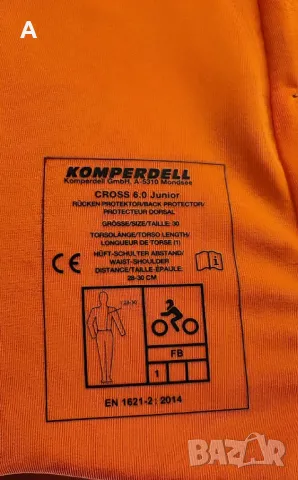 A
KOMPERDELL
Komperdell GmbH, A-5310 Mondsee
CROSS 6.0 Junior
RÜCKEN-PROTEKTOR/BACK PROTECTOR/
PROTECTEUR DORSAL
GRÖSSE/SIZE/TAILLE: 30
TORSOLÄNGE/TORSO LENGTH/
LONGUEUR DE TORSE (1)
HÜFT-SCHULTER ABSTAND/
WAIST-SHOULDER
DISTANCE/TAILLE-ÉPAULE:
28-30 CM
CE
i
FB
1
EN 1621-2 : 2014
bazar.bg